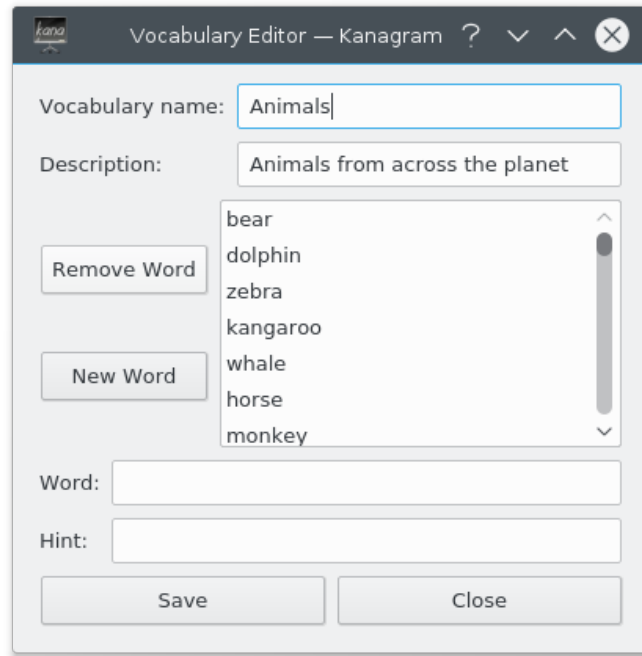 kana
Vocabulary Editor — Kanagram
Vocabulary name: Animals
Description: Animals from across the planet
bear
dolphin
Remove Word
zebra
kangaroo
whale
New Word
horse
monkey
Word:
Hint:
Save Close